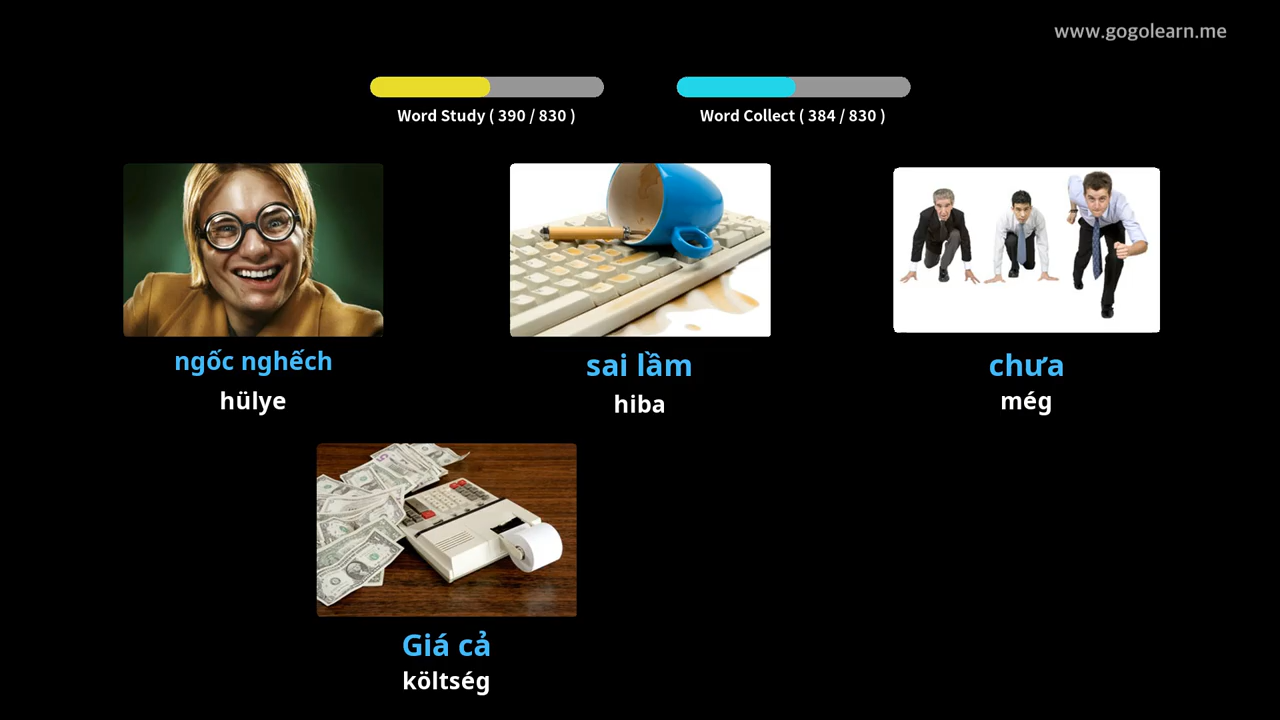 www.gogolearn.me
Word Study ( 390 / 830 )
Word Collect ( 384 / 830 )
ngốc nghếch
hülye
sai lầm
hiba
chưa
még
Giá cả
költség